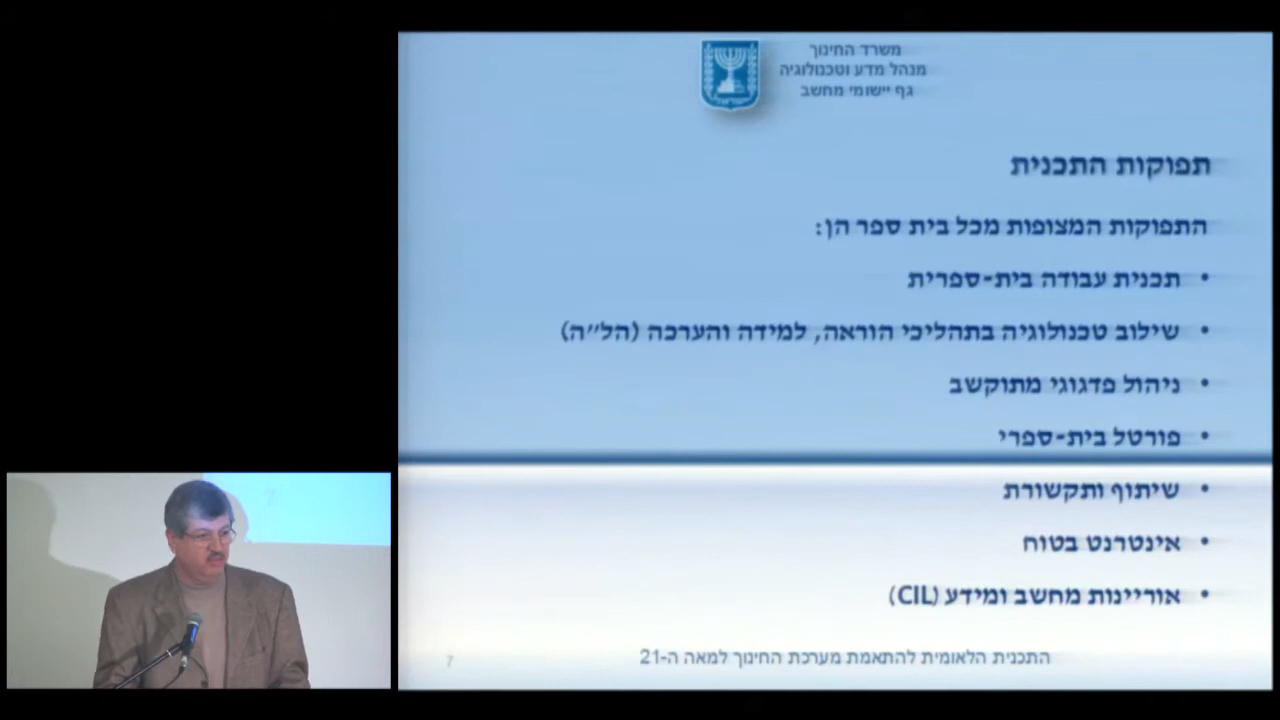 משרד החינוך
מנהל מדע וטכנולוגיה
גף יישומי מחשב
תפוקות התכנית
התפוקות המצופות מכל בית ספר הן:
• תכנית עבודה בית-ספרית
• שילוב טכנולוגיה בתהליכי הוראה, למידה והערכה (הל״ה)
• ניהול פדגוגי מתוקשב
• פורטל בית-ספרי
• שיתוף ותקשורת
• אינטרנט בטוח
• אוריינות מחשב ומידע (CIL)
התכנית הלאומית להתאמת מערכת החינוך למאה ה-21
7